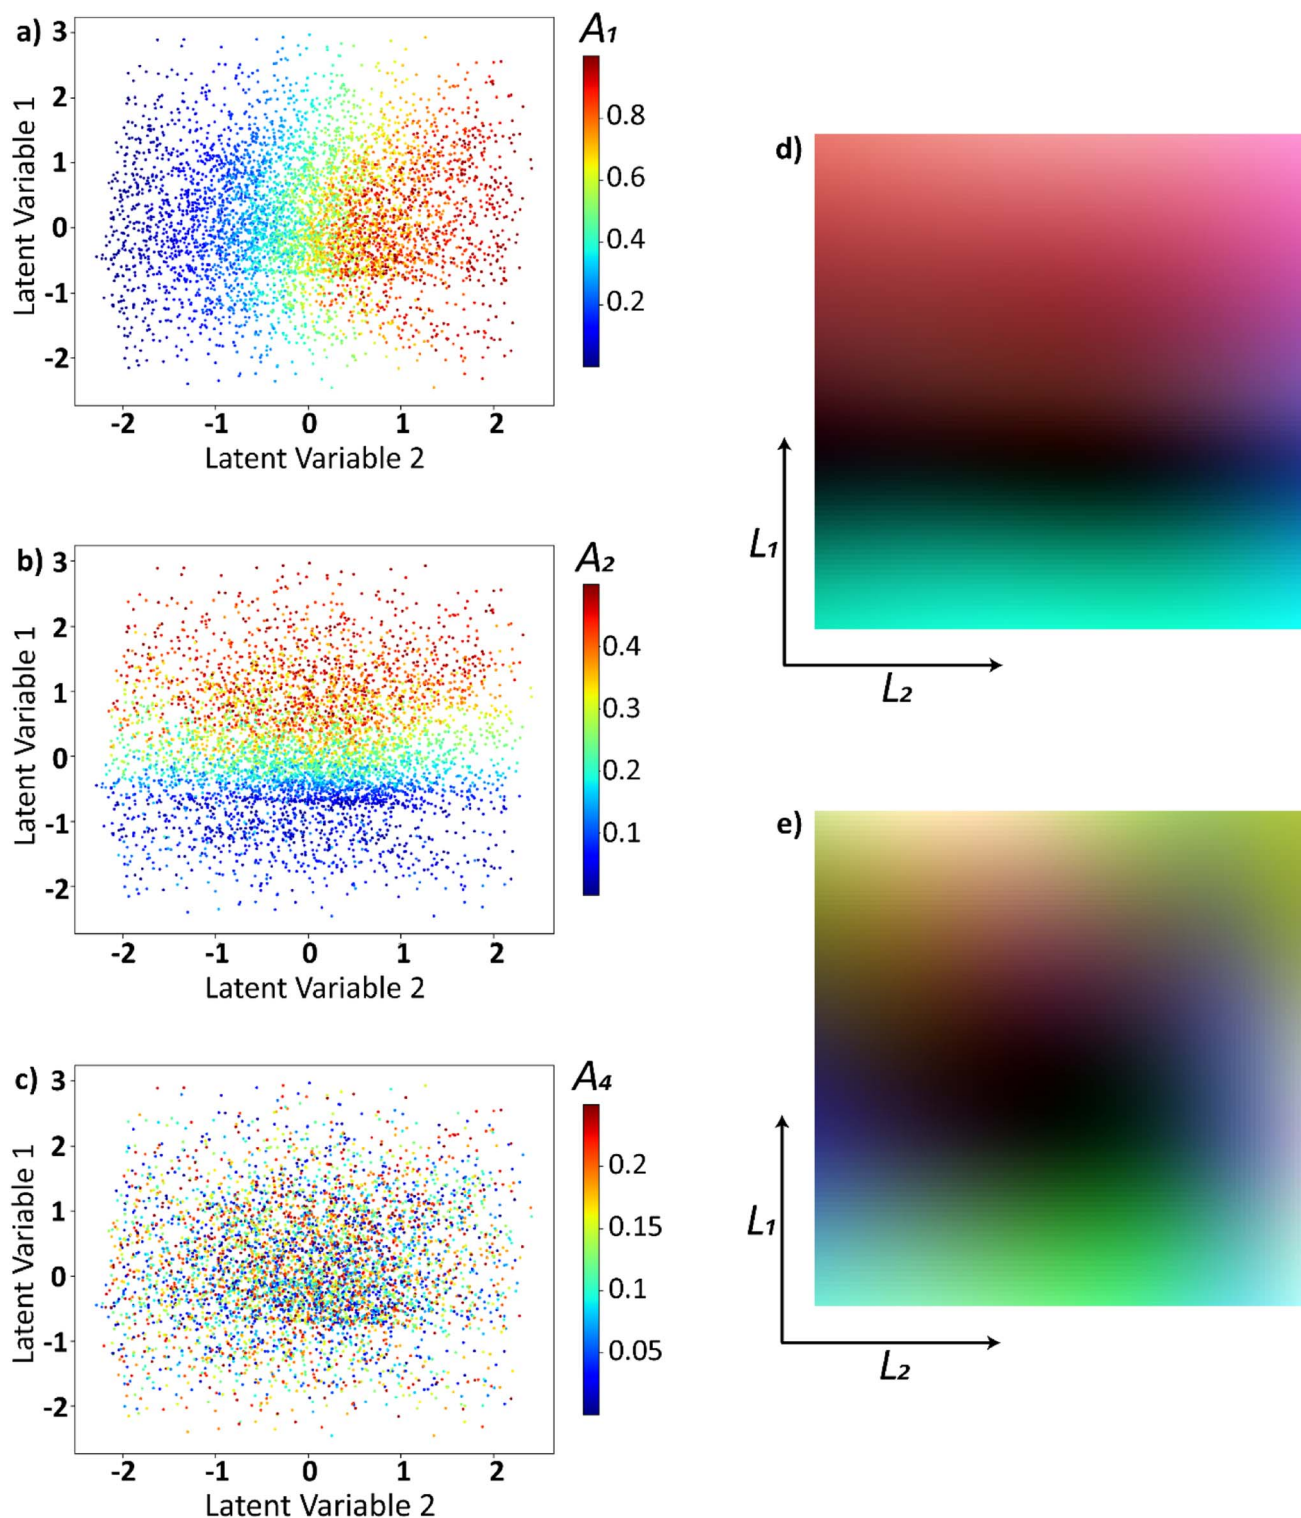 a)
A1
3
2
1
0
-1
-2
Latent Variable 1
-2 -1 0 1 2
Latent Variable 2
0.8
0.6
0.4
0.2
b)
A2
3
2
1
0
-1
-2
Latent Variable 1
-2 -1 0 1 2
Latent Variable 2
0.4
0.3
0.2
0.1
c)
A4
3
2
1
0
-1
-2
Latent Variable 1
-2 -1 0 1 2
Latent Variable 2
0.2
0.15
0.1
0.05
d)
L1
L2
e)
L1
L2